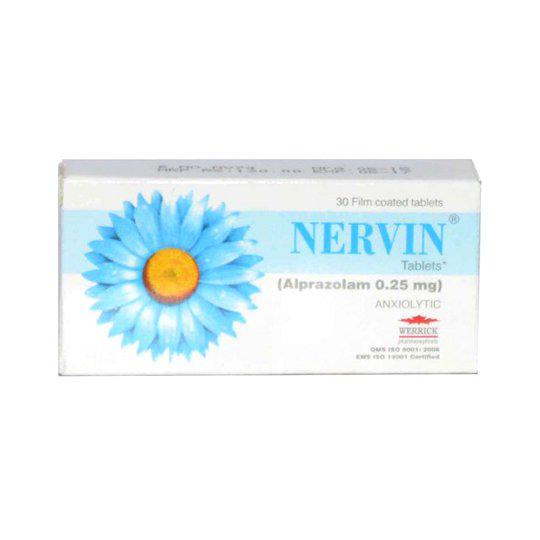 30 Film coated tablets
NERVIN®
Tablets*
(Alprazolam 0.25 mg)
ANXIOLYTIC
WERRICK
pharmaceuticals
QMS ISO 9001: 2008
EMS ISO 14001 Certified